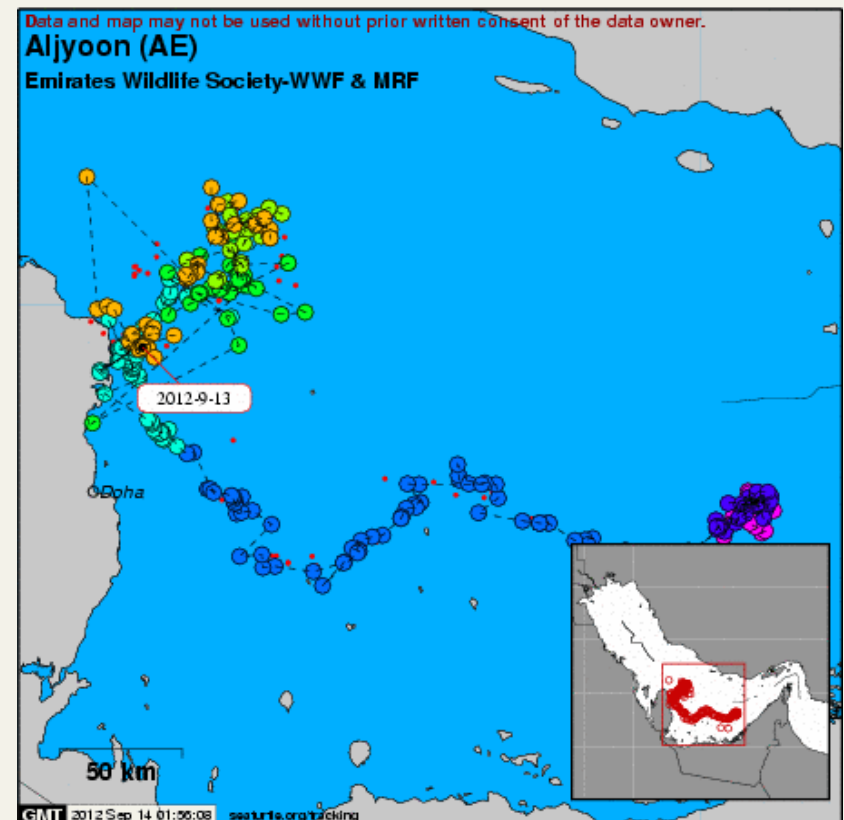 Data and map may not be used without prior written consent of the data owner.
Aljyoon (AE)
Emirates Wildlife Society-WWF & MRF
2012-9-13
Doha
50 km
GMT 2012 Sep 14 01:56:08 seaturtle.org/tracking